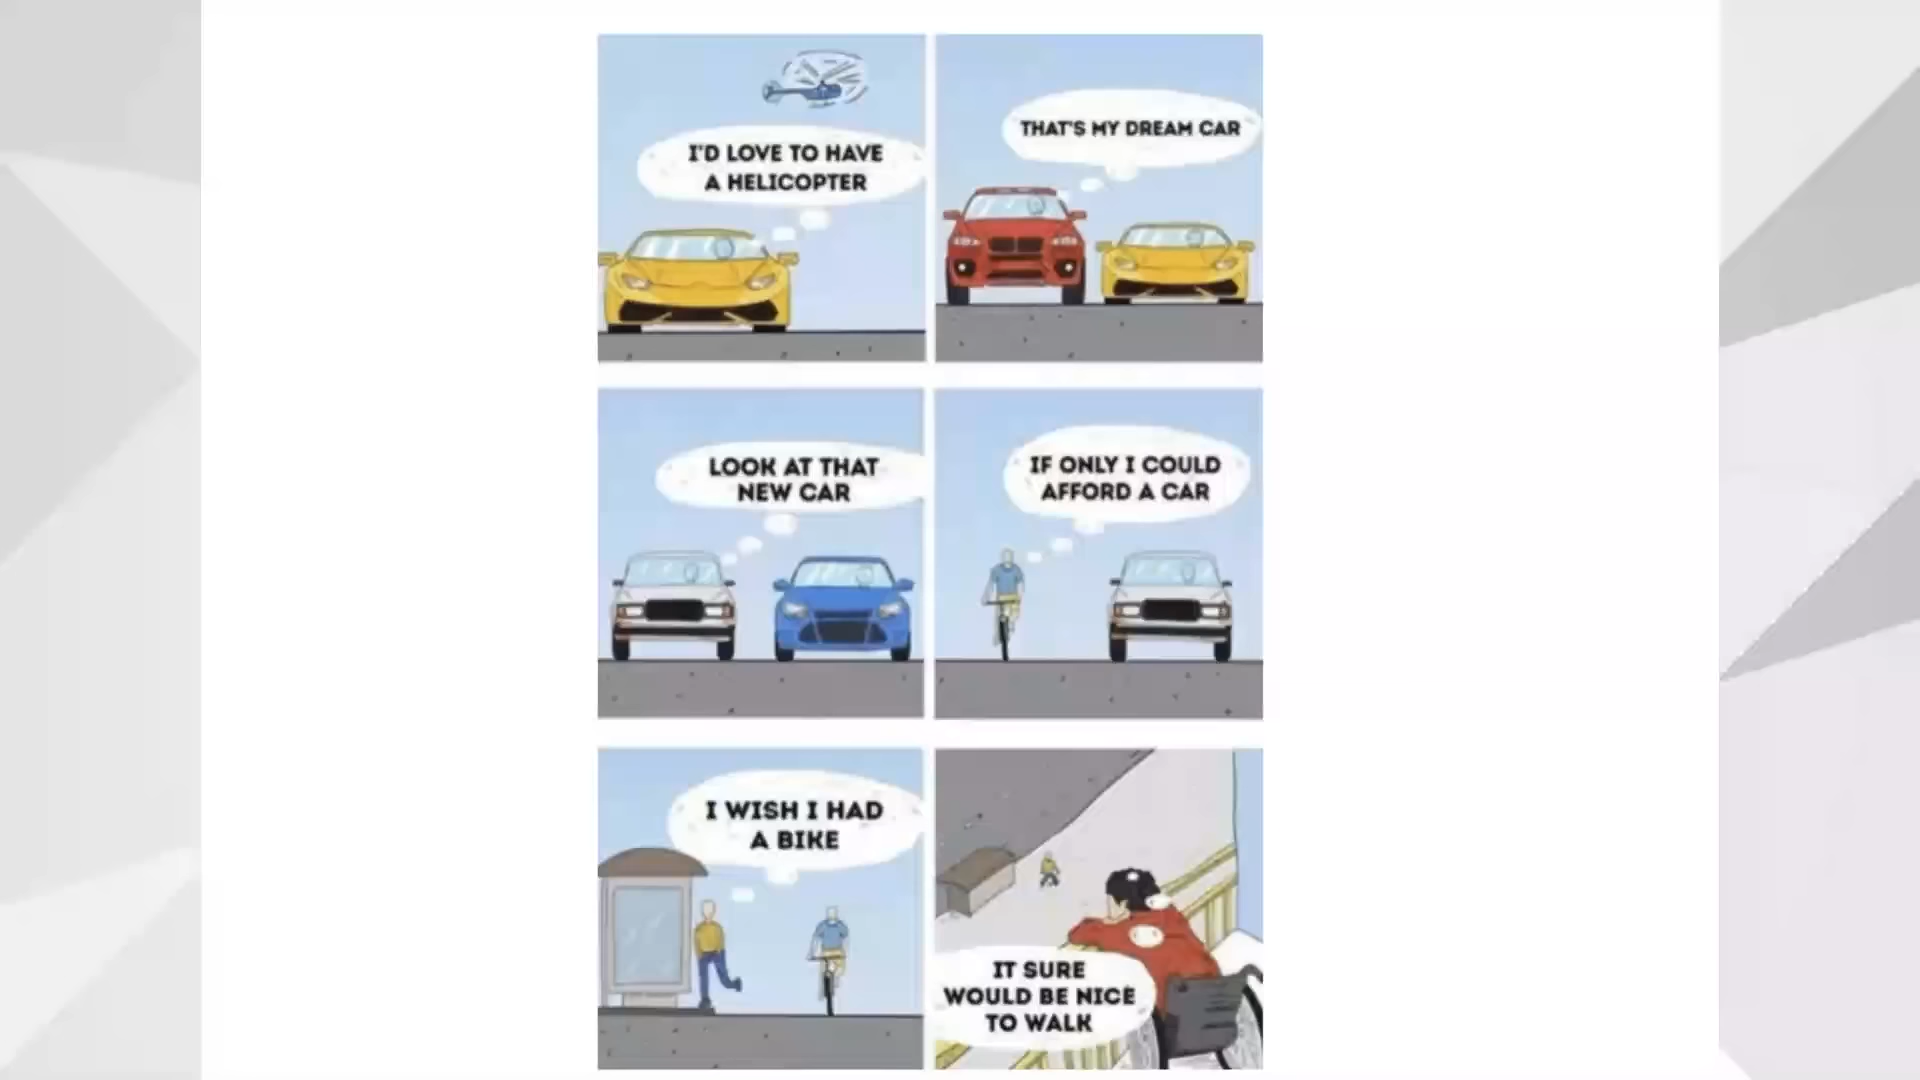 I'D LOVE TO HAVE
A HELICOPTER
THAT'S MY DREAM CAR
LOOK AT THAT
NEW CAR
IF ONLY I COULD
AFFORD A CAR
I WISH I HAD
A BIKE
IT SURE
WOULD BE NICE
TO WALK